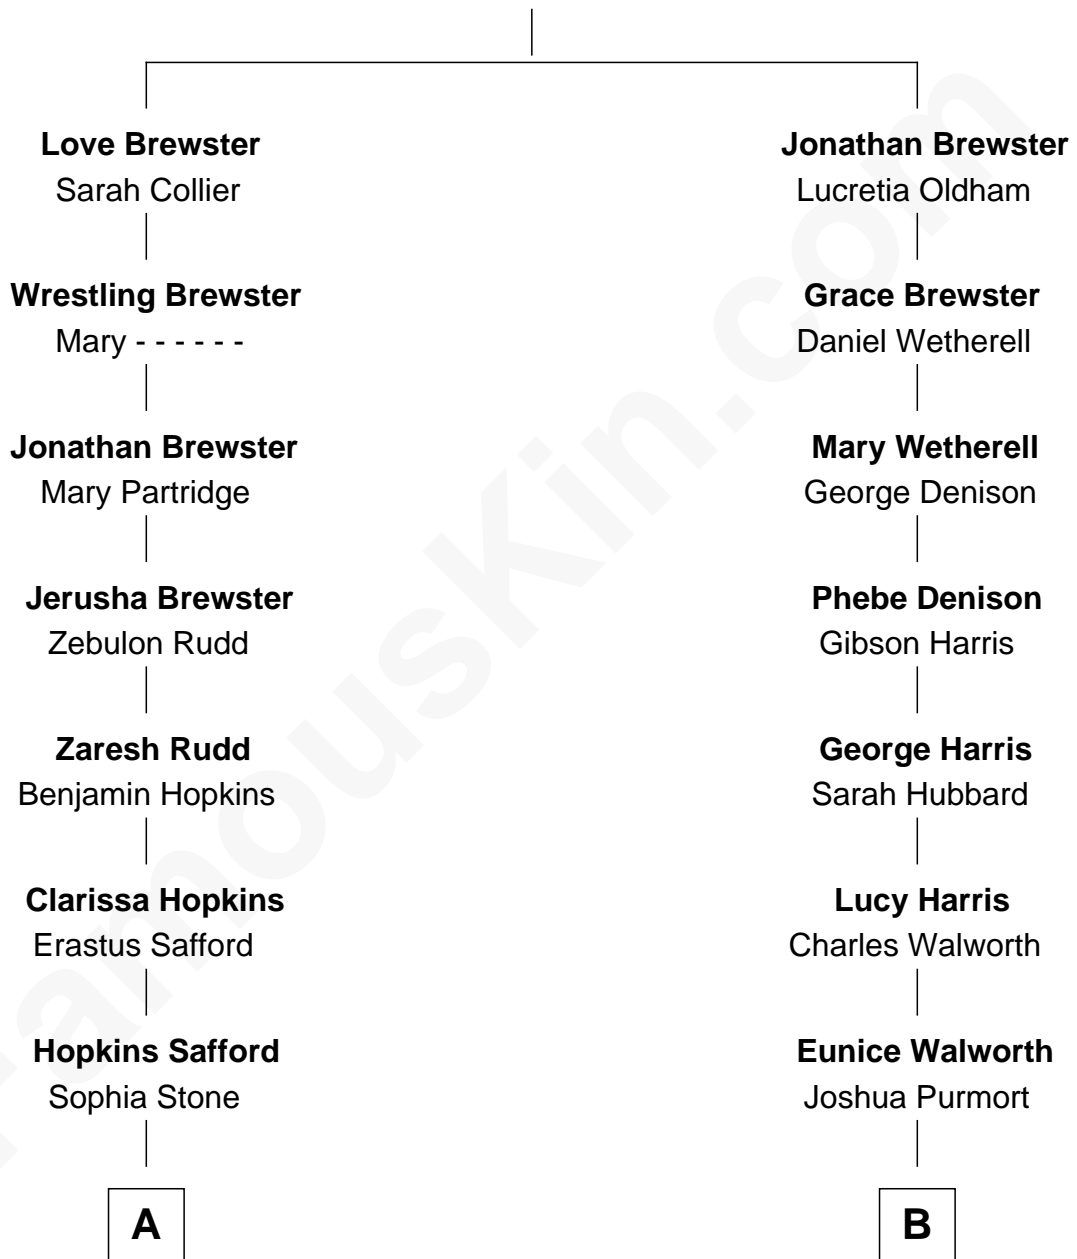 Love Brewster
Sarah Collier
Wrestling Brewster
Mary - - - - - -
Jonathan Brewster
Mary Partridge
Jerusha Brewster
Zebulon Rudd
Zaresh Rudd
Benjamin Hopkins
Clarissa Hopkins
Erastus Safford
Hopkins Safford
Sophia Stone
A
Jonathan Brewster
Lucretia Oldham
Grace Brewster
Daniel Wetherell
Mary Wetherell
George Denison
Phebe Denison
Gibson Harris
George Harris
Sarah Hubbard
Lucy Harris
Charles Walworth
Eunice Walworth
Joshua Purmort
B
FamousKin.com